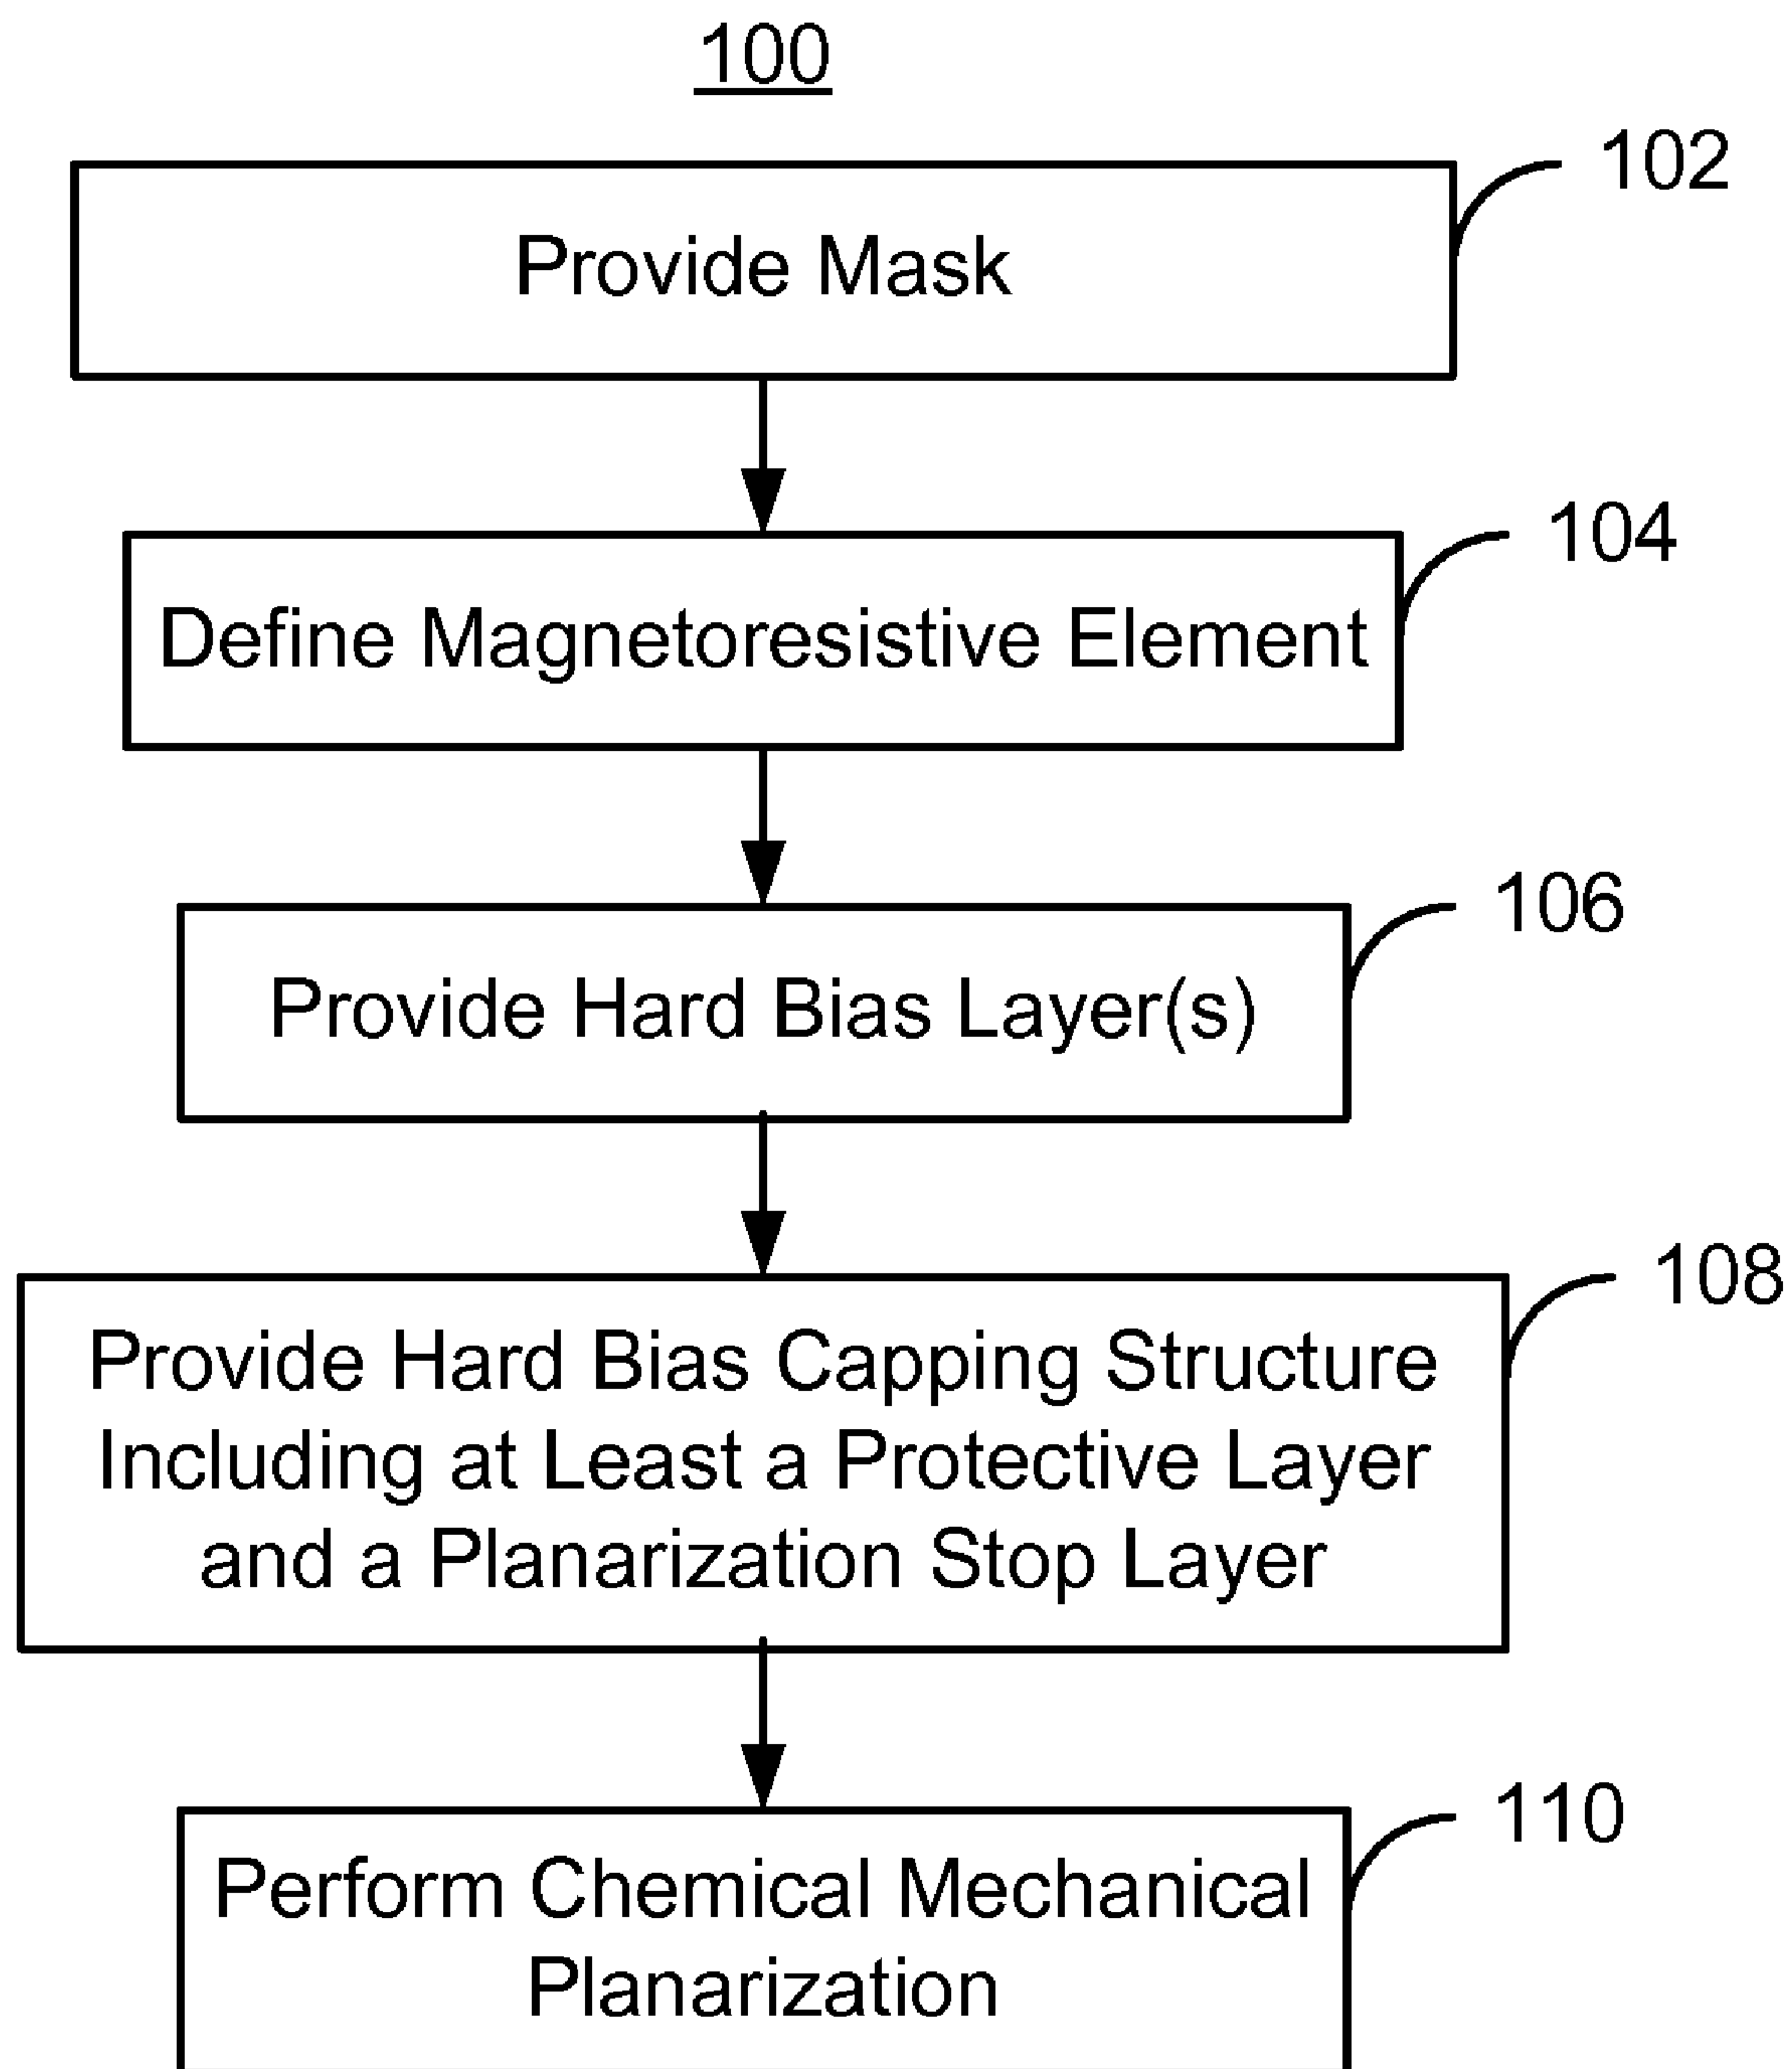 100
102
Provide Mask
104
Define Magnetoresistive Element
106
Provide Hard Bias Layer(s)
108
Provide Hard Bias Capping Structure
Including at Least a Protective Layer
and a Planarization Stop Layer
110
Perform Chemical Mechanical
Planarization